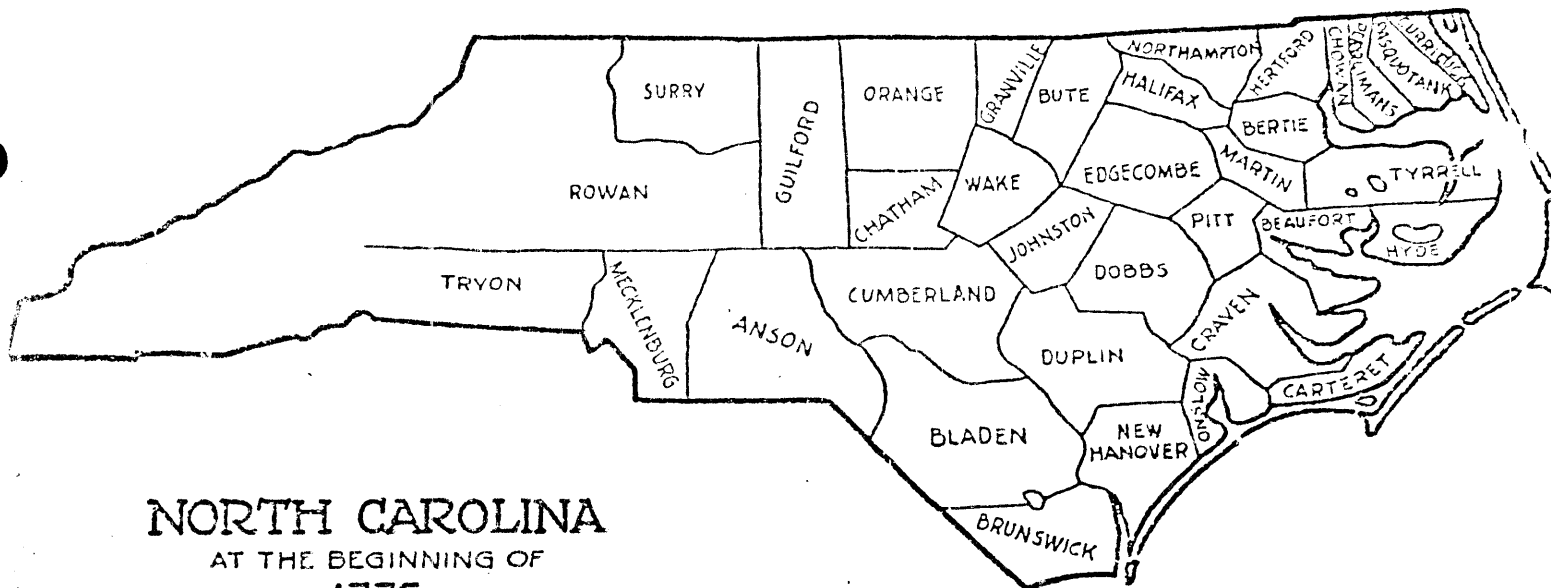 SURRY
ORANGE
GRANVILLE
BUTE
NORTHAMPTON
HALIFAX
HERTFORD
CHOWAN
PASQUOTANK
BERTIE
GUILFORD
ROWAN
CHATHAM
WAKE
EDGECOMBE
MARTIN
TYRRELL
JOHNSTON
PITT
BEAUFORT
HYDE
TRYON
MECKLENBURG
ANSON
CUMBERLAND
DOBBS
CRAVEN
DUPLIN
ONSLOW
CARTERET
BLADEN
NEW
HANOVER
BRUNSWICK
NORTH CAROLINA
AT THE BEGINNING OF